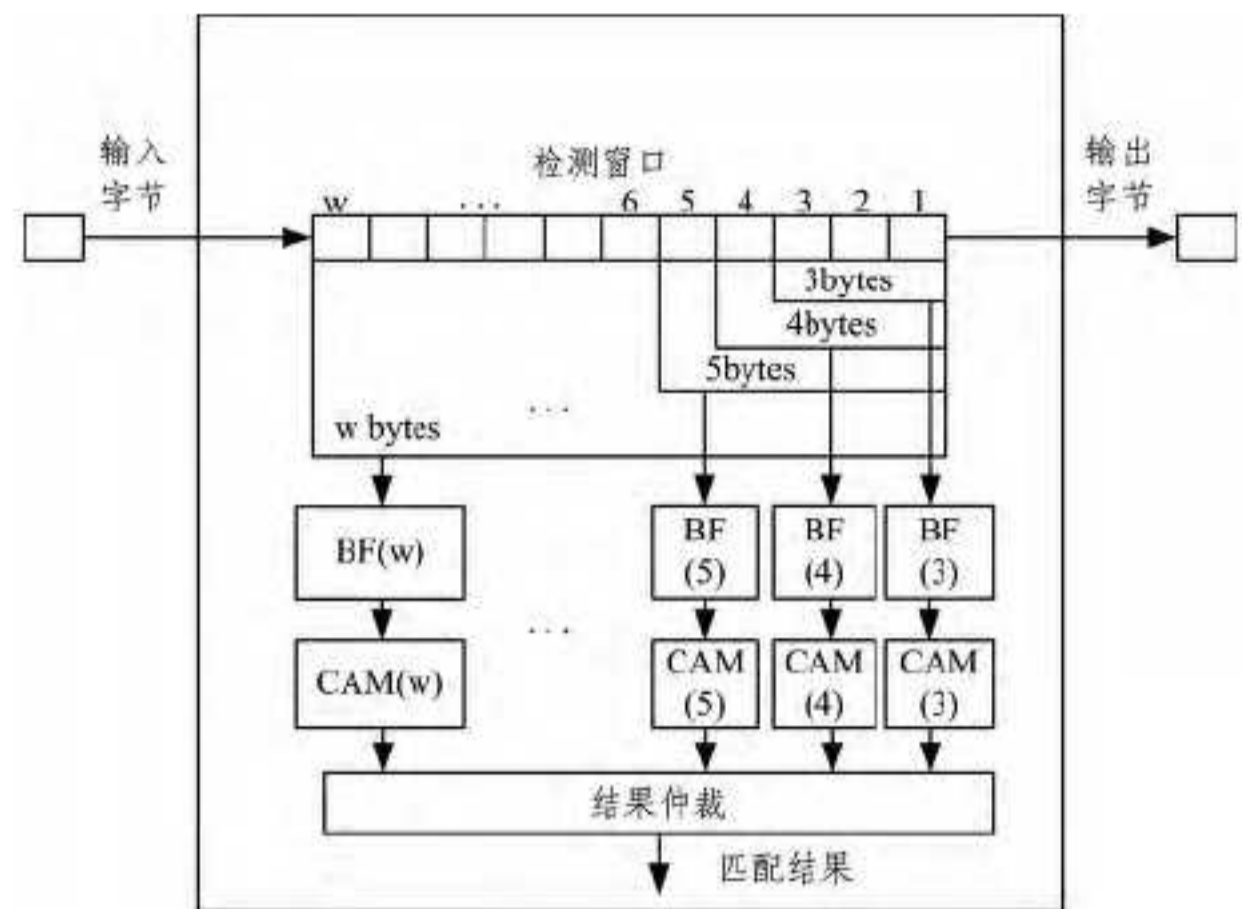 输入
字节
检测窗口
输出
字节
w ... 6 5 4 3 2 1
3bytes
4bytes
5bytes
...
w bytes
BF(w)
BF
(5)
BF
(4)
BF
(3)
...
CAM(w)
CAM
(5)
CAM
(4)
CAM
(3)
结果仲裁
匹配结果